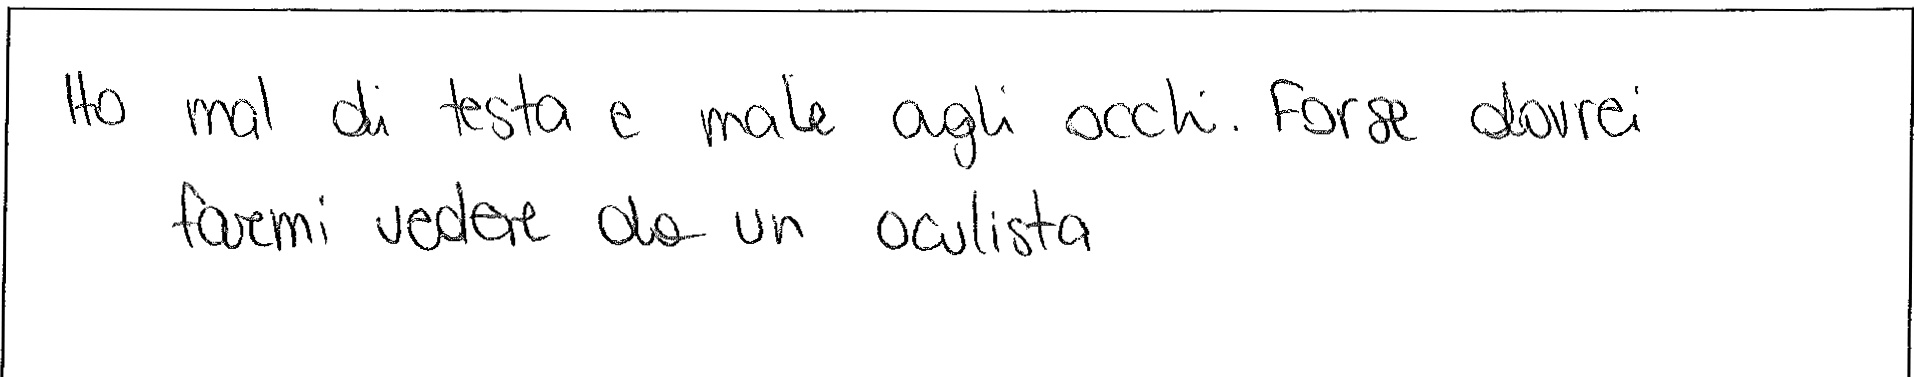 Ho mal di testa e male agli occhi. Forse dovrei
farmi vedere da un oculista